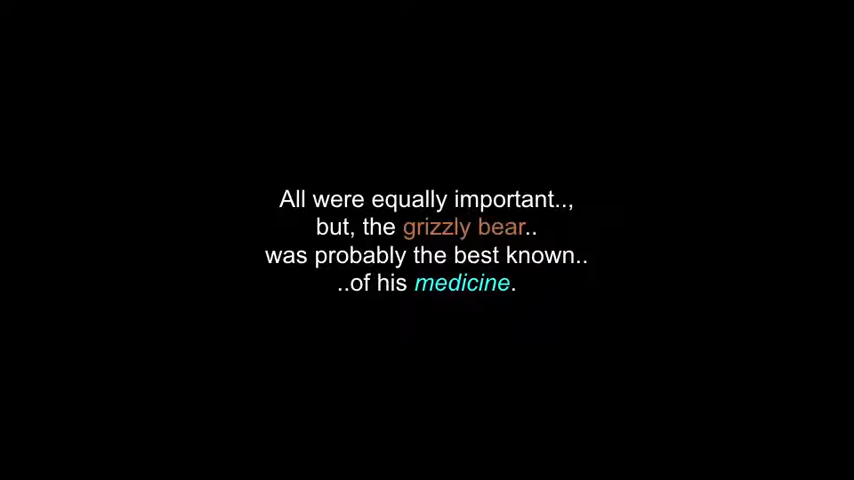 All were equally important..,
but, the grizzly bear..
was probably the best known..
..of his medicine.